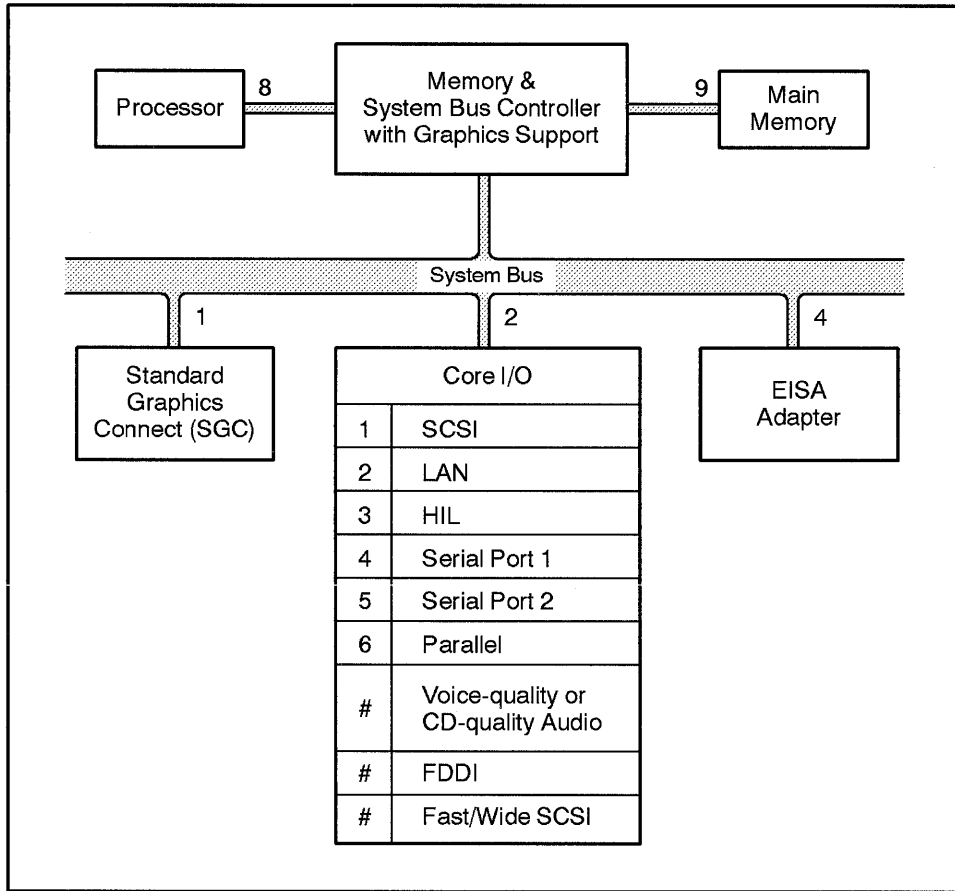 Processor
8
Memory &
System Bus Controller
with Graphics Support
9
Main
Memory
System Bus
1
2
4
Standard
Graphics
Connect (SGC)
Core I/O
1 SCSI
2 LAN
3 HIL
4 Serial Port 1
5 Serial Port 2
6 Parallel
# Voice-quality or
CD-quality Audio
# FDDI
# Fast/Wide SCSI
EISA
Adapter